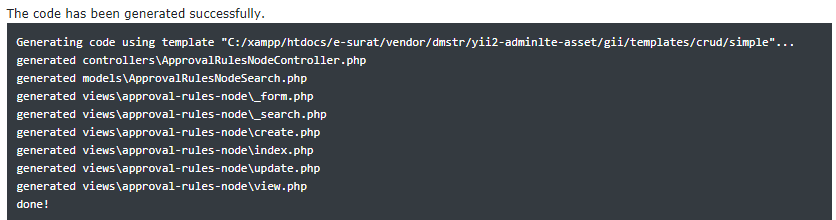 The code has been generated successfully.
Generating code using template "C:/xampp/htdocs/e-surat/vendor/dmstr/yii2-adminlte-asset/gii/templates/crud/simple"...
generated controllers\ApprovalRulesNodeController.php
generated models\ApprovalRulesNodeSearch.php
generated views\approval-rules-node\_form.php
generated views\approval-rules-node\_search.php
generated views\approval-rules-node\create.php
generated views\approval-rules-node\index.php
generated views\approval-rules-node\update.php
generated views\approval-rules-node\view.php
done!